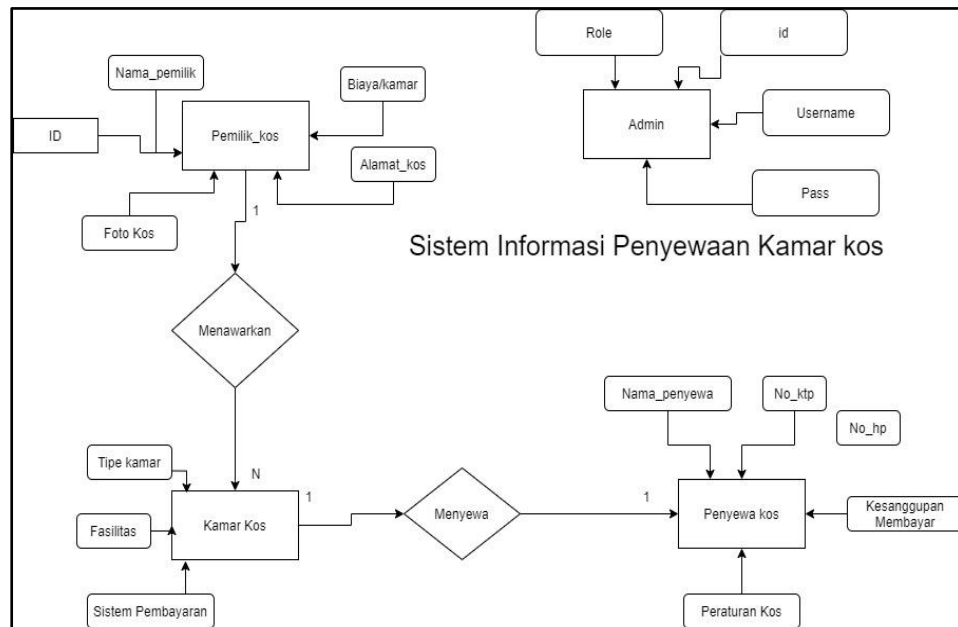 Role
id
Nama_pemilik
Biaya/kamar
ID
Pemilik_kos
Admin
Username
Alamat_kos
Pass
1
Foto Kos
Sistem Informasi Penyewaan Kamar kos
Menawarkan
Nama_penyewa
No_ktp
No_hp
Tipe kamar
N
1
1
Kamar Kos
Menyewa
Penyewa kos
Kesanggupan
Membayar
Fasilitas
Sistem Pembayaran
Peraturan Kos